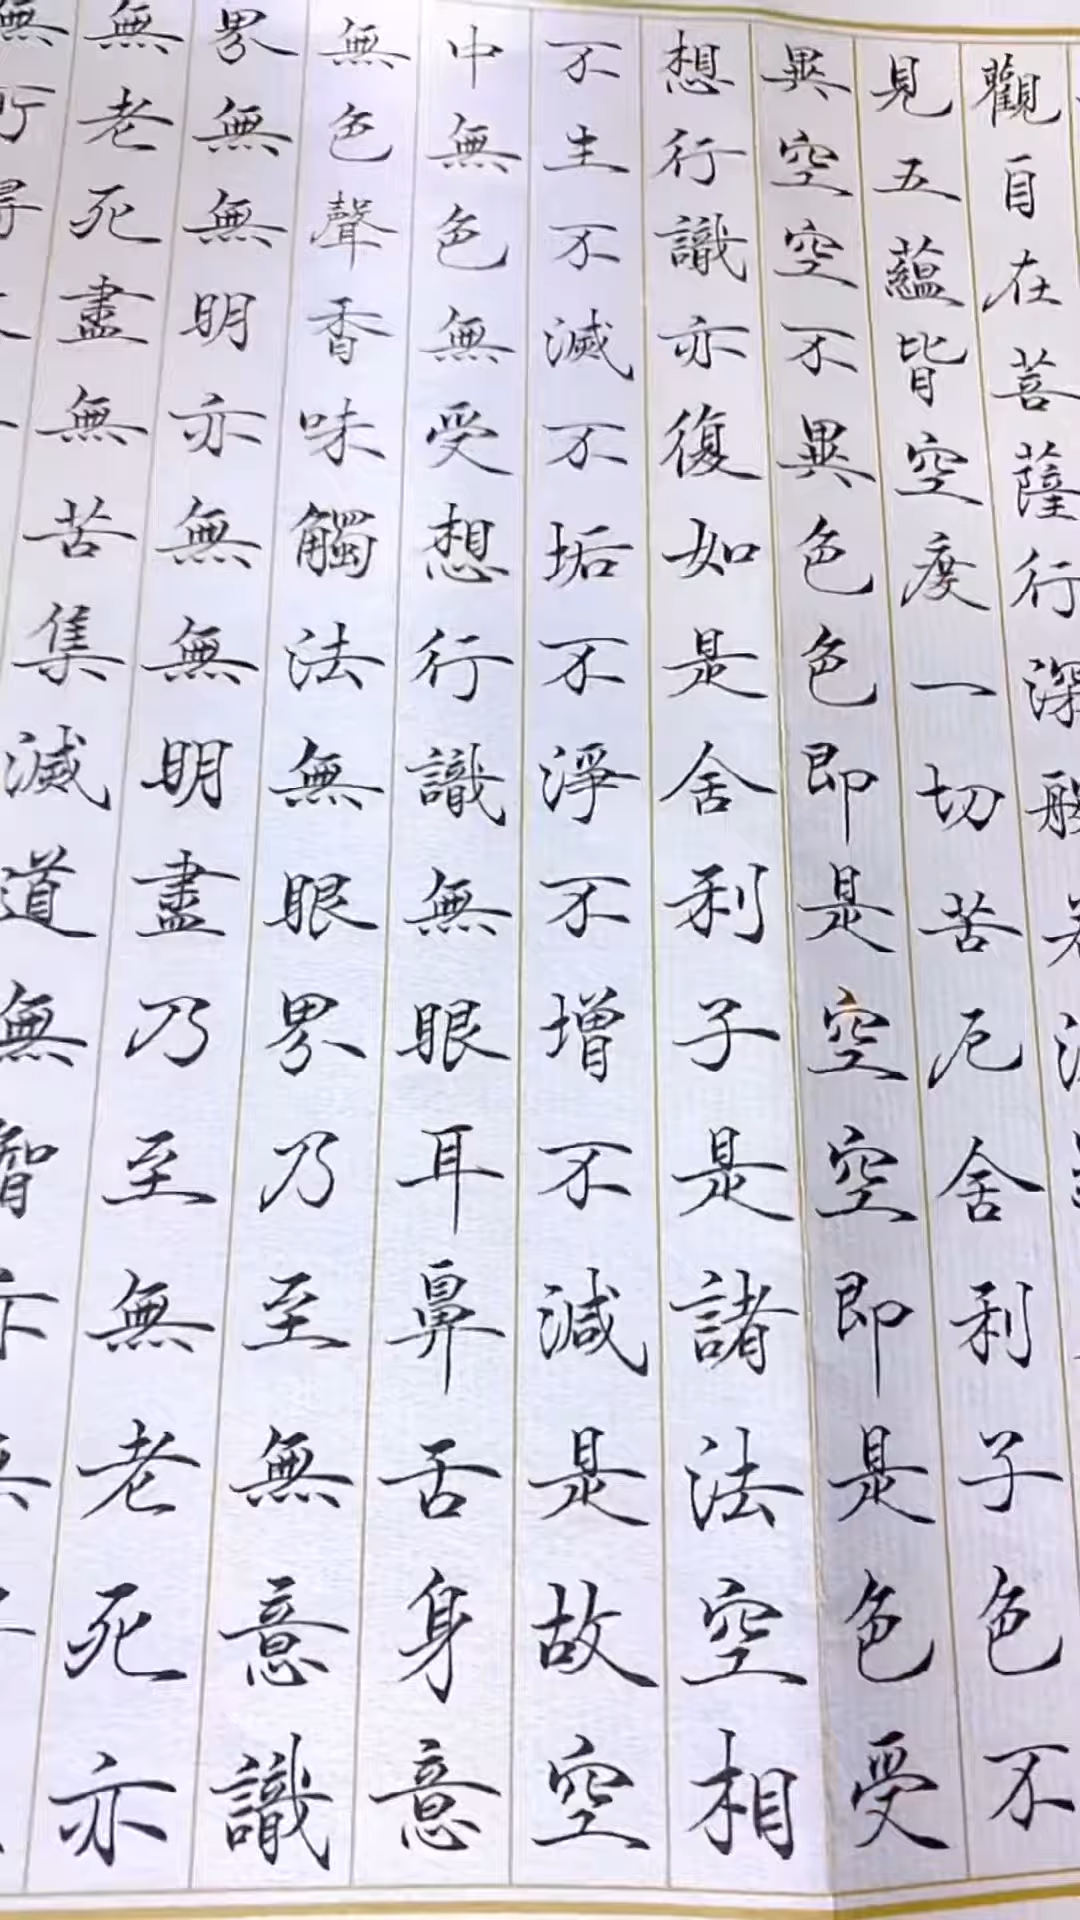 觀自在菩薩行深般若波
見五蘊皆空度一切苦厄舍利子色不
異空空不異色色即是空空即是色受
想行識亦復如是舍利子是諸法空相
不生不滅不垢不淨不增不減是故空
中無色無受想行識無眼耳鼻舌身意
無色聲香味觸法無眼界乃至無意識
界無無明亦無無明盡乃至無老死亦
無老死盡無苦集滅道無智亦無